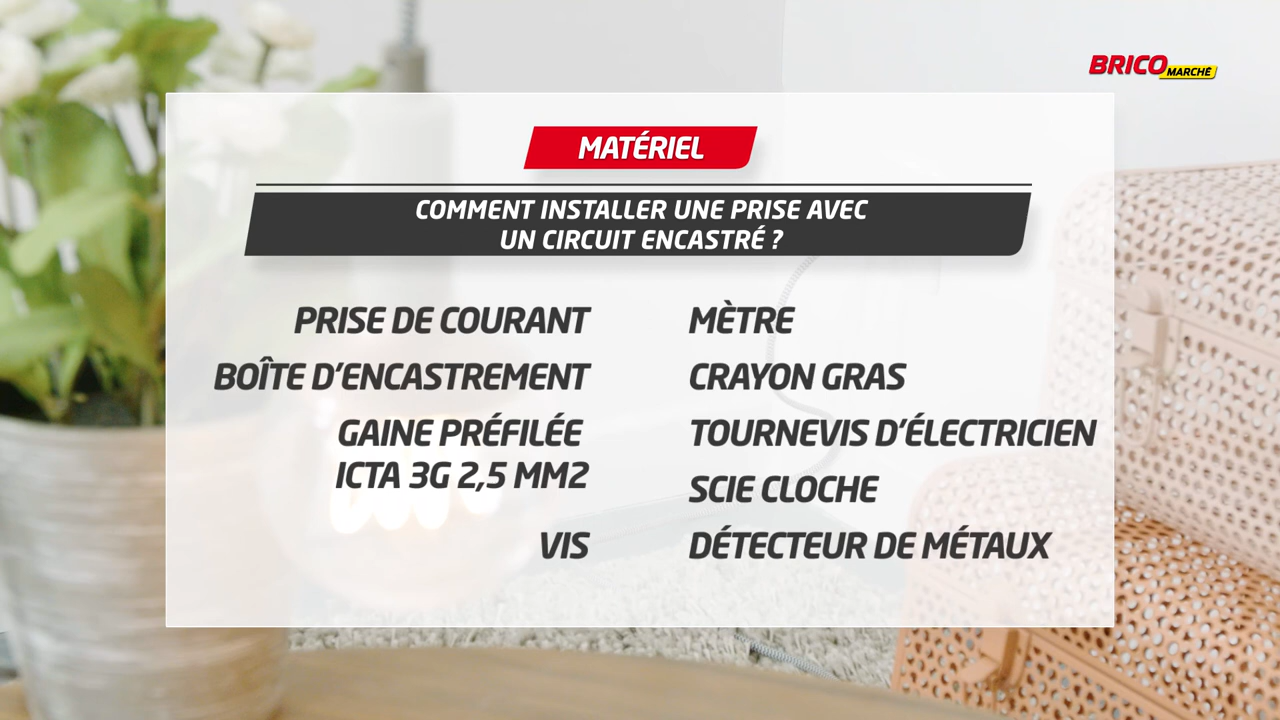 BRICO MARCHÉ
MATÉRIEL
COMMENT INSTALLER UNE PRISE AVEC
UN CIRCUIT ENCASTRÉ ?
PRISE DE COURANT
BOÎTE D'ENCASTREMENT
GAINE PRÉFILÉE
ICTA 3G 2,5 MM2
VIS
MÈTRE
CRAYON GRAS
TOURNEVIS D'ÉLECTRICIEN
SCIE CLOCHE
DÉTECTEUR DE MÉTAUX